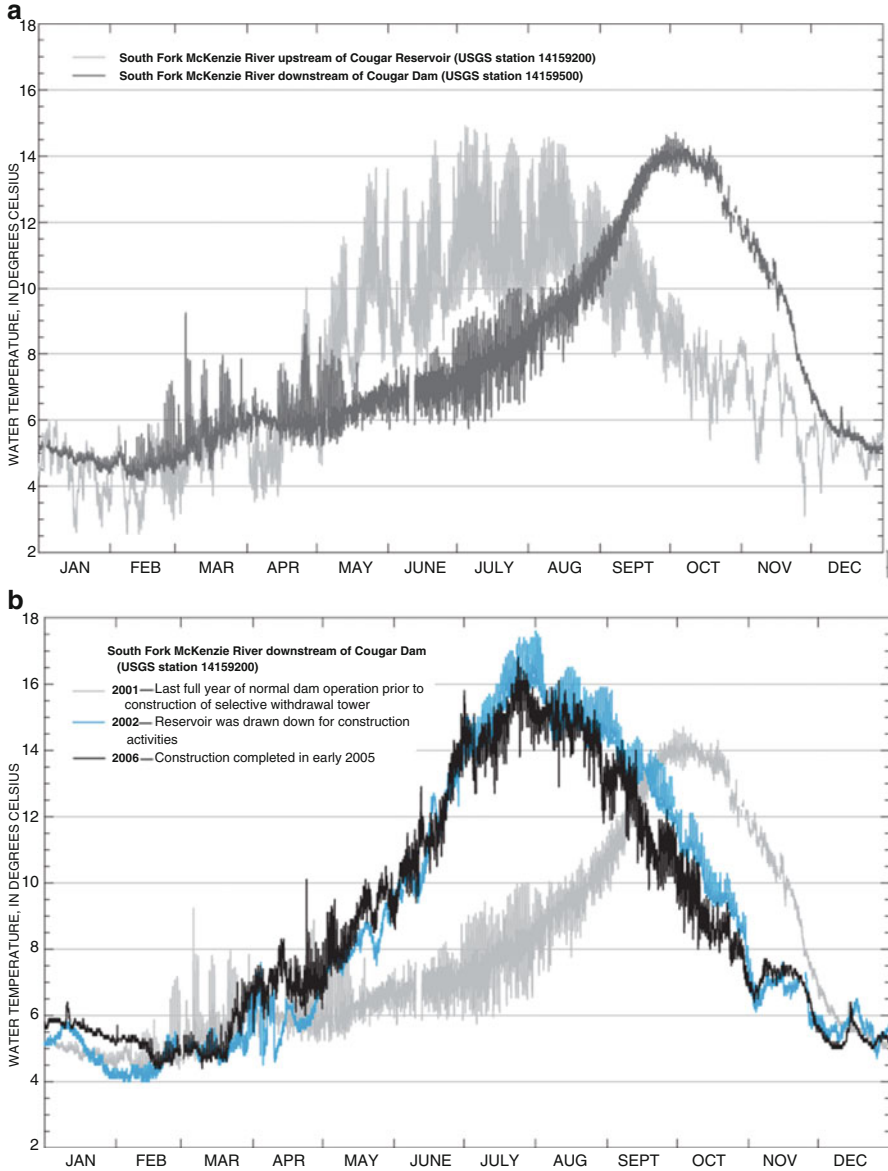 a
South Fork McKenzie River upstream of Cougar Reservoir (USGS station 14159200)
South Fork McKenzie River downstream of Cougar Dam (USGS station 14159500)
WATER TEMPERATURE, IN DEGREES CELSIUS
18
16
14
12
10
8
6
4
2
JAN FEB MAR APR MAY JUNE JULY AUG SEPT OCT NOV DEC
b
South Fork McKenzie River downstream of Cougar Dam
(USGS station 14159200)
2001—Last full year of normal dam operation prior to
construction of selective withdrawal tower
2002—Reservoir was drawn down for construction
activities
2006—Construction completed in early 2005
WATER TEMPERATURE, IN DEGREES CELSIUS
18
16
14
12
10
8
6
4
2
JAN FEB MAR APR MAY JUNE JULY AUG SEPT OCT NOV DEC